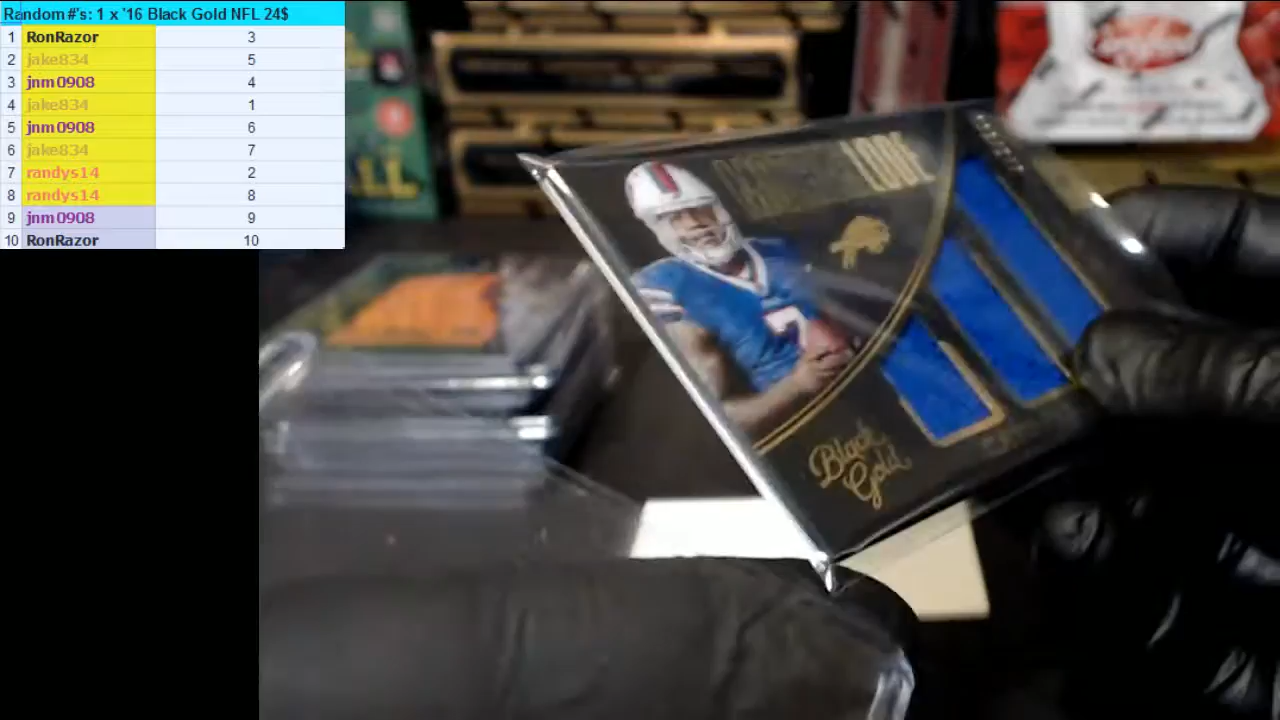 Random #'s: 1 x '16 Black Gold NFL 24$
1 RonRazor 3
2 jake834 5
3 jnm0908 4
4 jake834 1
5 jnm0908 6
6 jake834 7
7 randys14 2
8 randys14 8
9 jnm0908 9
10 RonRazor 10
LODE
Black
Gold